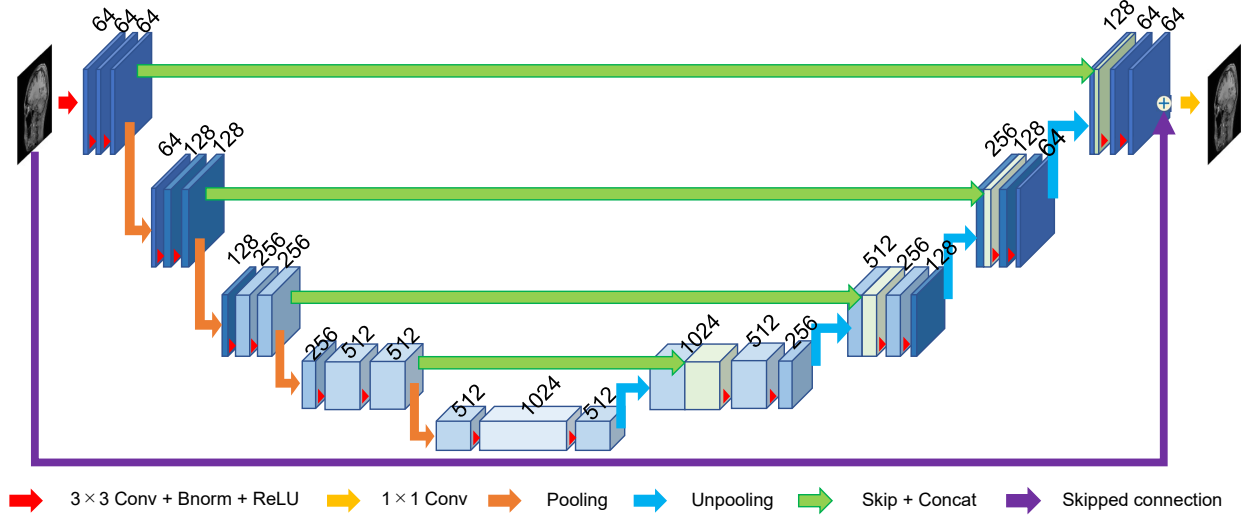 64 64 64
128 64 64
64 128 128
256 128 64
128 256 256
512 256 128
256 512 512
1024 512 256
512 1024 512
3×3 Conv + Bnorm + ReLU
1×1 Conv
Pooling
Unpooling
Skip + Concat
Skipped connection